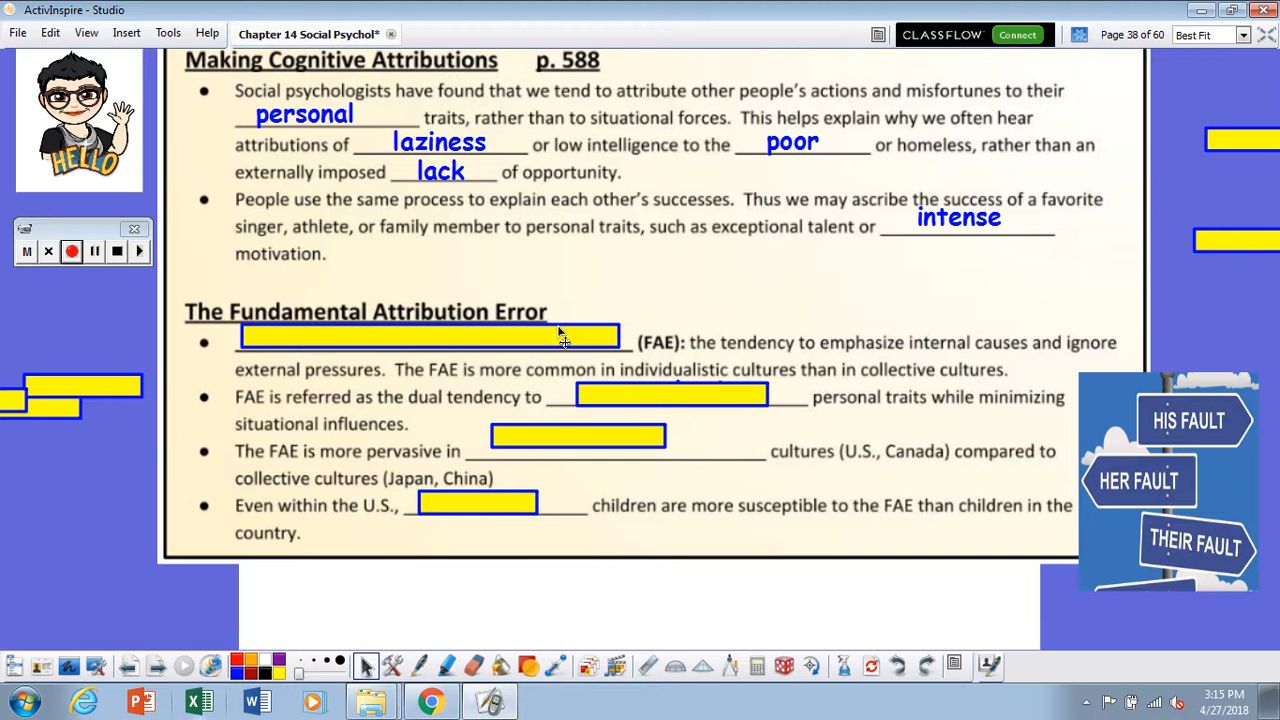 ActivInspire - Studio
File Edit View Insert Tools Help
Chapter 14 Social Psychol*
CLASSFLOW Connect
Page 38 of 60
Best Fit
HELLO
M
Making Cognitive Attributions p. 588
Social psychologists have found that we tend to attribute other people's actions and misfortunes to their
personal traits, rather than to situational forces. This helps explain why we often hear
attributions of laziness or low intelligence to the poor or homeless, rather than an
externally imposed lack of opportunity.
People use the same process to explain each other's successes. Thus we may ascribe the success of a favorite
singer, athlete, or family member to personal traits, such as exceptional talent or intense
motivation.
The Fundamental Attribution Error
(FAE): the tendency to emphasize internal causes and ignore
external pressures. The FAE is more common in individualistic cultures than in collective cultures.
FAE is referred as the dual tendency to personal traits while minimizing
situational influences.
The FAE is more pervasive in cultures (U.S., Canada) compared to
collective cultures (Japan, China)
Even within the U.S., children are more susceptible to the FAE than children in the
country.
HIS FAULT
HER FAULT
THEIR FAULT
3:15 PM
4/27/2018